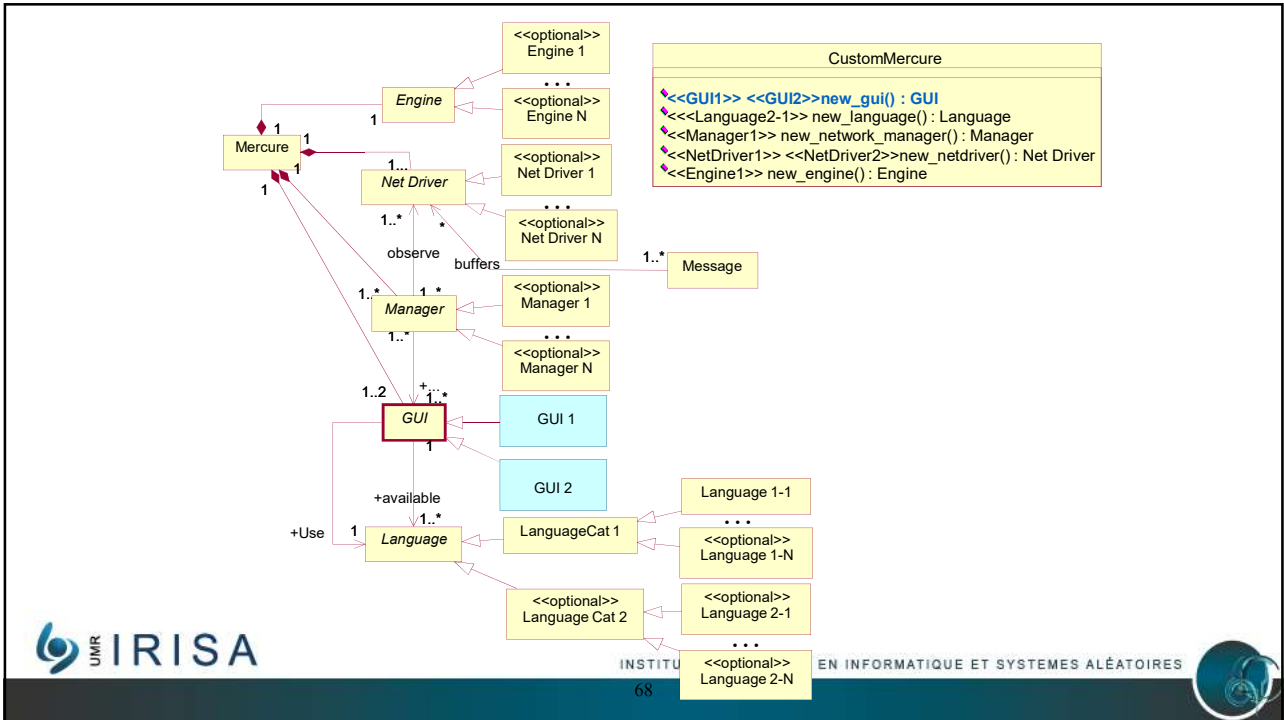 <<optional>>
Engine 1
. . .
Engine
1
<<optional>>
Engine N
CustomMercure
<<GUI1>> <<GUI2>>new_gui() : GUI
<<<Language2-1>> new_language() : Language
<<Manager1>> new_network_manager() : Manager
<<NetDriver1>> <<NetDriver2>>new_netdriver() : Net Driver
<<Engine1>> new_engine() : Engine
1
1
Mercure
1
1
1...
Net Driver
<<optional>>
Net Driver 1
. . .
<<optional>>
Net Driver N
1..*
*
observe
buffers
1..*
Message
1..*
1..*
Manager
1..*
<<optional>>
Manager 1
. . .
<<optional>>
Manager N
+...
1..2
1..*
GUI
1
GUI 1
GUI 2
+available
1..*
+Use
1
Language
LanguageCat 1
Language 1-1
. . .
<<optional>>
Language 1-N
<<optional>>
Language Cat 2
<<optional>>
Language 2-1
. . .
<<optional>>
Language 2-N
UMR IRISA
INSTITU EN INFORMATIQUE ET SYSTEMES ALÉATOIRES
68